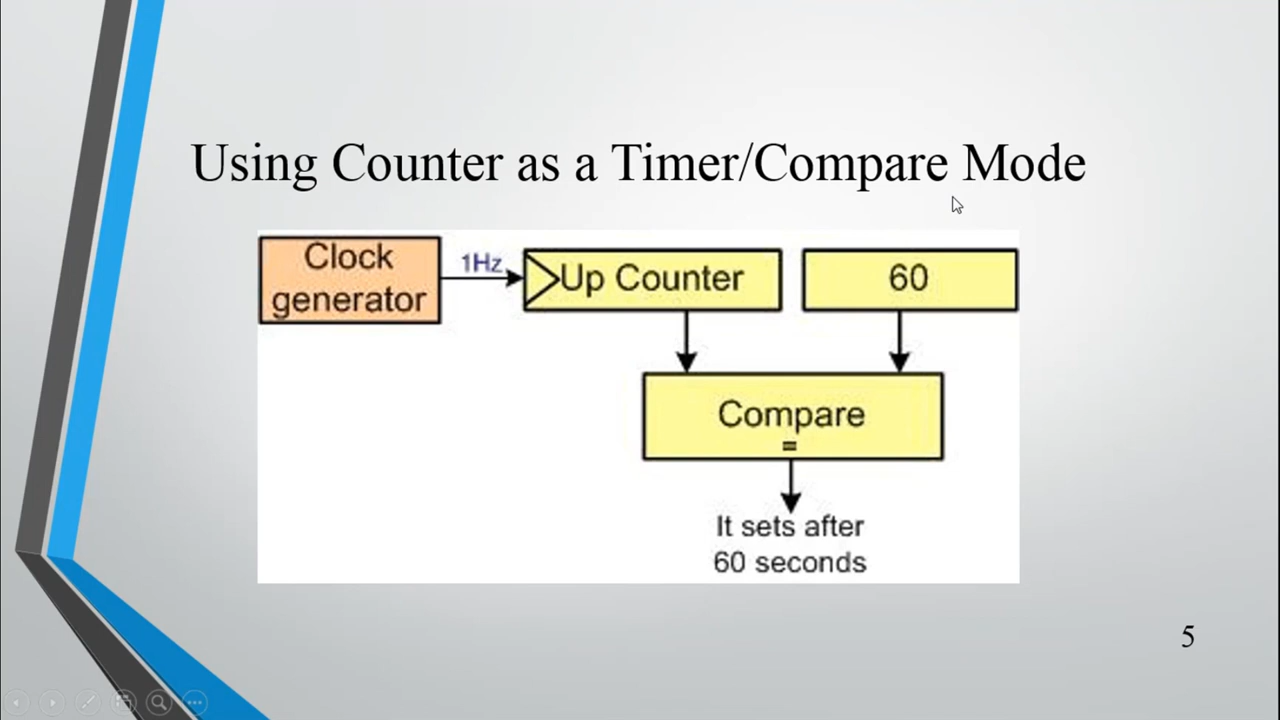 Using Counter as a Timer/Compare Mode
Clock
generator
1Hz
Up Counter
60
Compare
=
It sets after
60 seconds
5